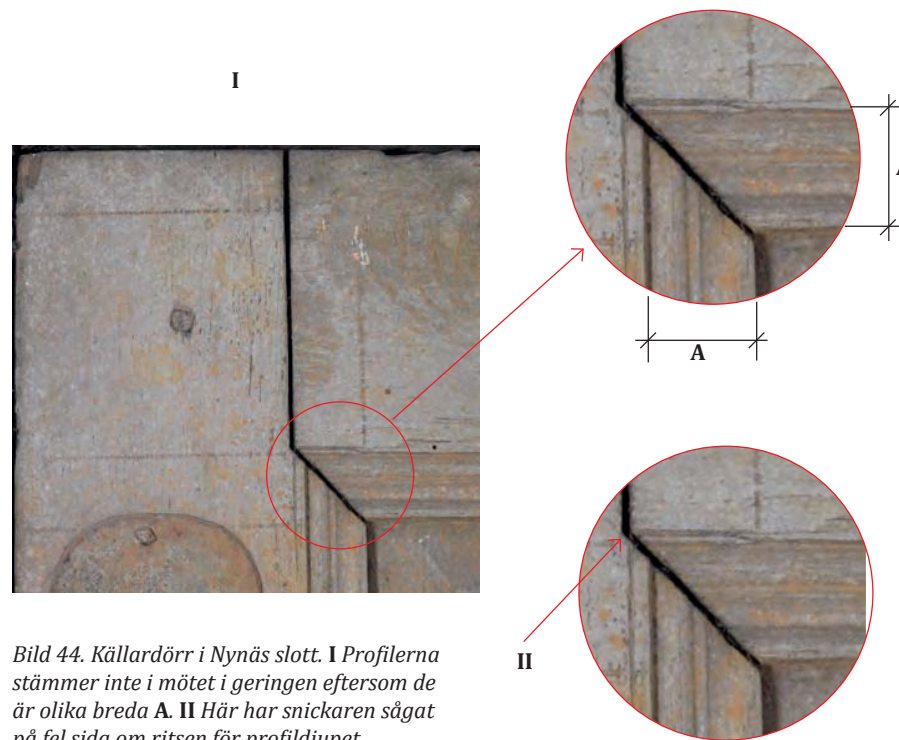 I
A
A
II
Bild 44. Källardörr i Nynäs slott. I Profilerna
stämmer inte i mötet i geringen eftersom de
är olika breda A. II Här har snickaren sågat
på fel sida om ritsen för profildjupet